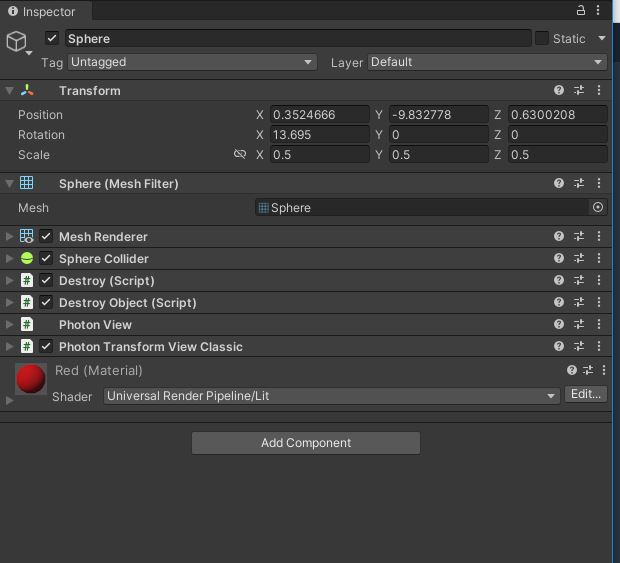 Inspector
Sphere Static
Tag Untagged Layer Default
Transform
Position X 0.3524666 Y -9.832778 Z 0.6300208
Rotation X 13.695 Y 0 Z 0
Scale X 0.5 Y 0.5 Z 0.5
Sphere (Mesh Filter)
Mesh Sphere
Mesh Renderer
Sphere Collider
# Destroy (Script)
# Destroy Object (Script)
# Photon View
# Photon Transform View Classic
Red (Material)
Shader Universal Render Pipeline/Lit Edit...
Add Component